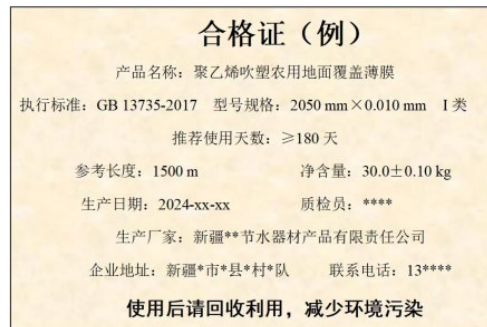 合格证（例）
产品名称：聚乙烯吹塑农用地面覆盖薄膜
执行标准：GB 13735-2017 型号规格：2050 mm×0.010 mm I 类
推荐使用天数：≥180 天
参考长度：1500 m 净含量：30.0±0.10 kg
生产日期：2024-xx-xx 质检员：****
生产厂家：新疆**节水器材产品有限责任公司
企业地址：新疆*市*县*村*队 联系电话：13****
使用后请回收利用，减少环境污染